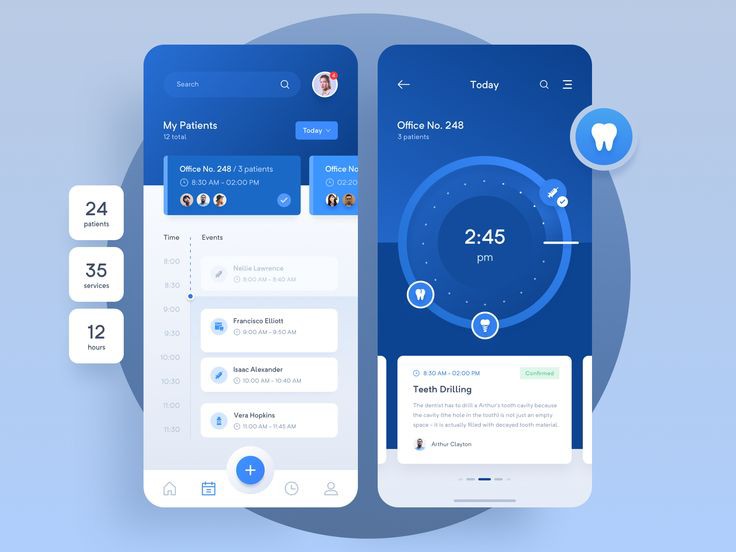 24
patients
35
services
12
hours
Search
4
My Patients
12 total
Today
Office No. 248 / 3 patients
8:30 AM - 02:00 PM
Office No
02:20
Time
Events
8:00
8:30
9:00
9:30
10:00
10:30
11:00
11:30
Nellie Lawrence
8:00 AM - 8:40 AM
Francisco Elliott
9:00 AM - 9:50 AM
Isaac Alexander
10.00 AM - 10:40 AM
Vera Hopkins
11:00 AM - 11:45 AM
Today
Office No. 248
3 patients
2:45
pm
8:30 AM - 02:00 PM
Confirmed
Teeth Drilling
The dentist has to drill a Arthur's tooth cavity because
the cavity (the hole in the tooth) is not just an empty
space - it is actually filled with decayed tooth material.
Arthur Clayton